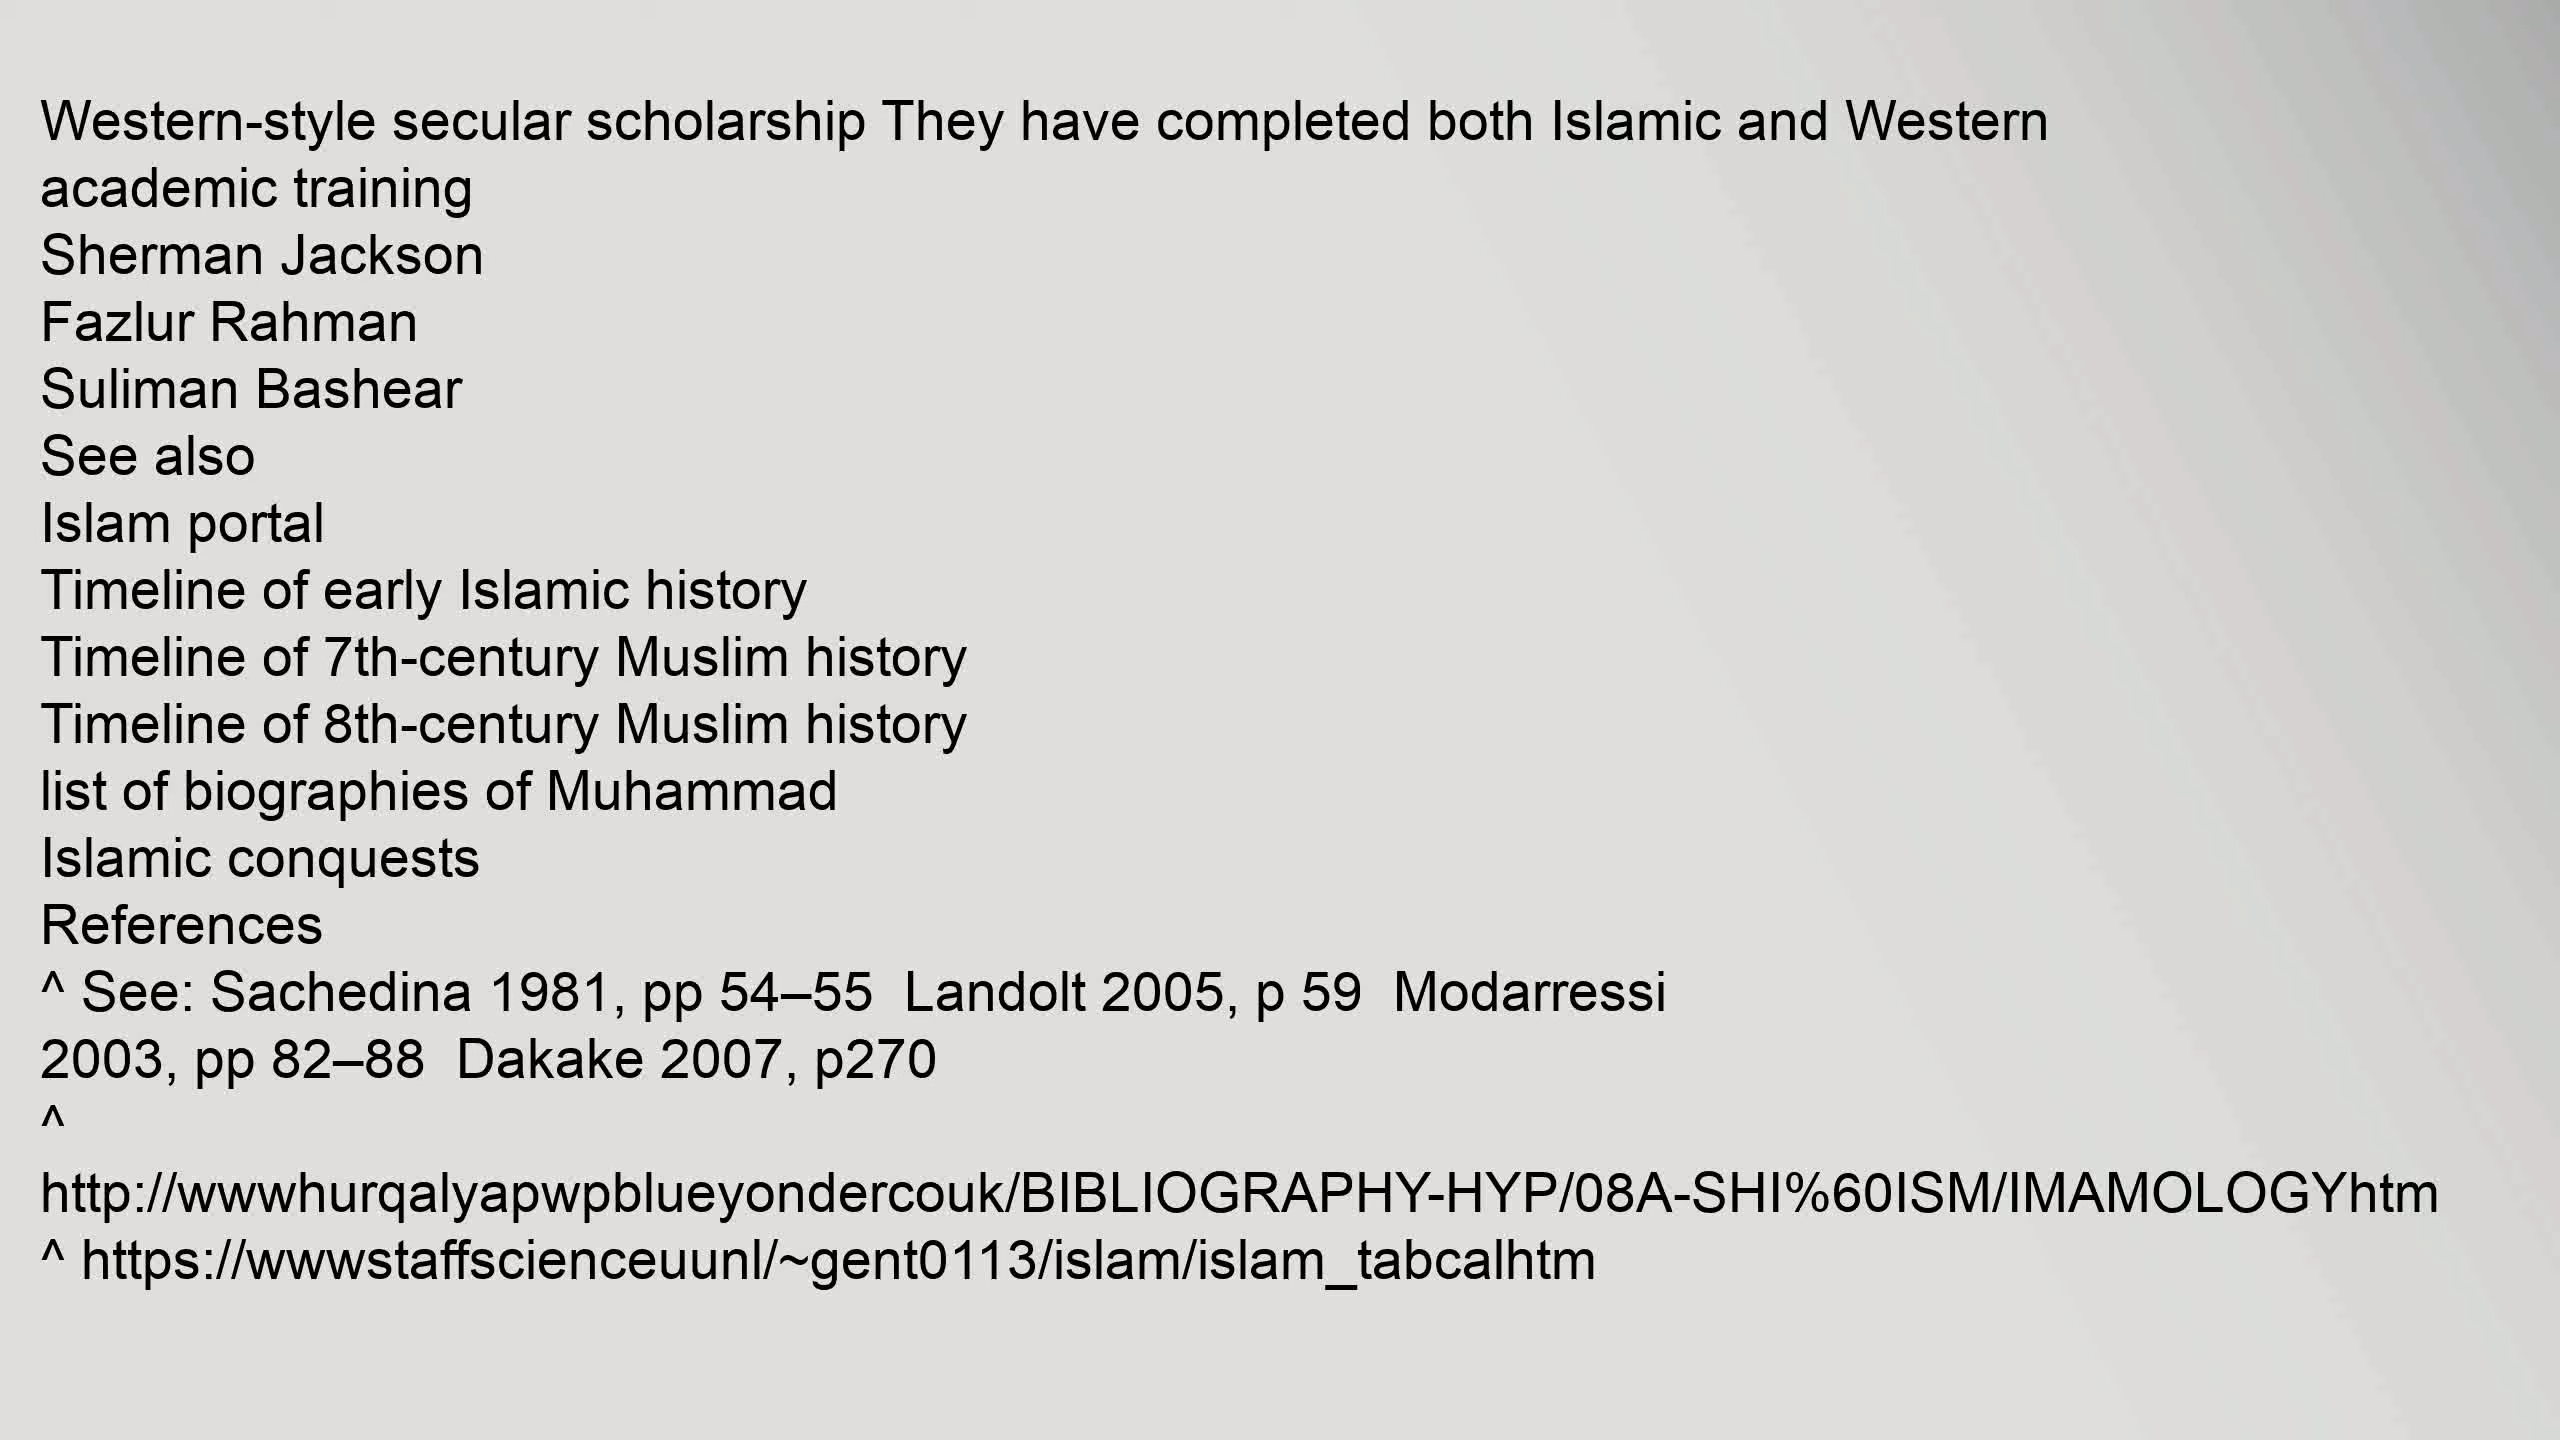 Western-style secular scholarship They have completed both Islamic and Western
academic training
Sherman Jackson
Fazlur Rahman
Suliman Bashear
See also
Islam portal
Timeline of early Islamic history
Timeline of 7th-century Muslim history
Timeline of 8th-century Muslim history
list of biographies of Muhammad
Islamic conquests
References
^ See: Sachedina 1981, pp 54–55  Landolt 2005, p 59  Modarressi
2003, pp 82–88  Dakake 2007, p270
^
http://wwwhurqalyapwpblueyondercouk/BIBLIOGRAPHY-HYP/08A-SHI%60ISM/IMAMOLOGYhtm
^ https://wwwstaffscienceuunl/~gent0113/islam/islam_tabcalhtm